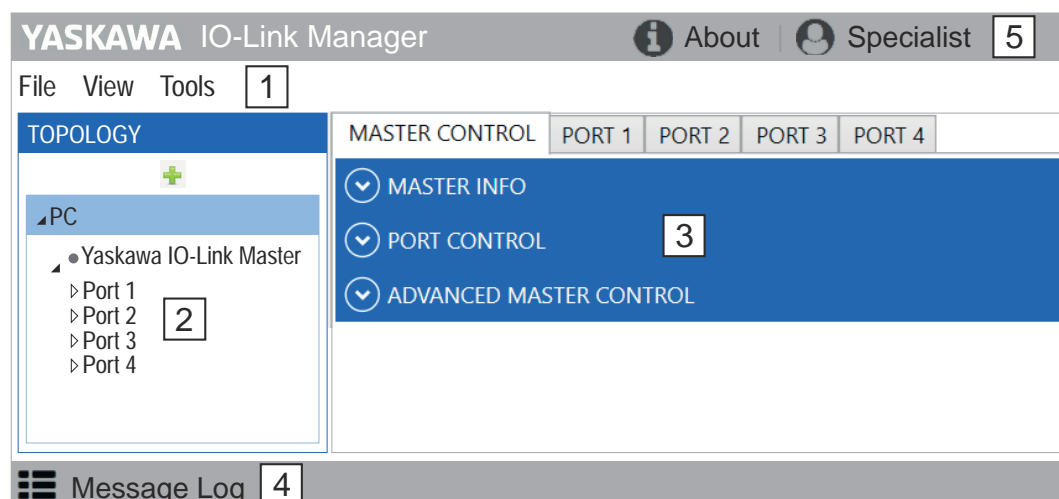 YASKAWA IO-Link Manager About Specialist 5
File View Tools 1
TOPOLOGY
PC
Yaskawa IO-Link Master
Port 1
Port 2
Port 3
Port 4
2
MASTER CONTROL PORT 1 PORT 2 PORT 3 PORT 4
MASTER INFO
PORT CONTROL 3
ADVANCED MASTER CONTROL
Message Log 4